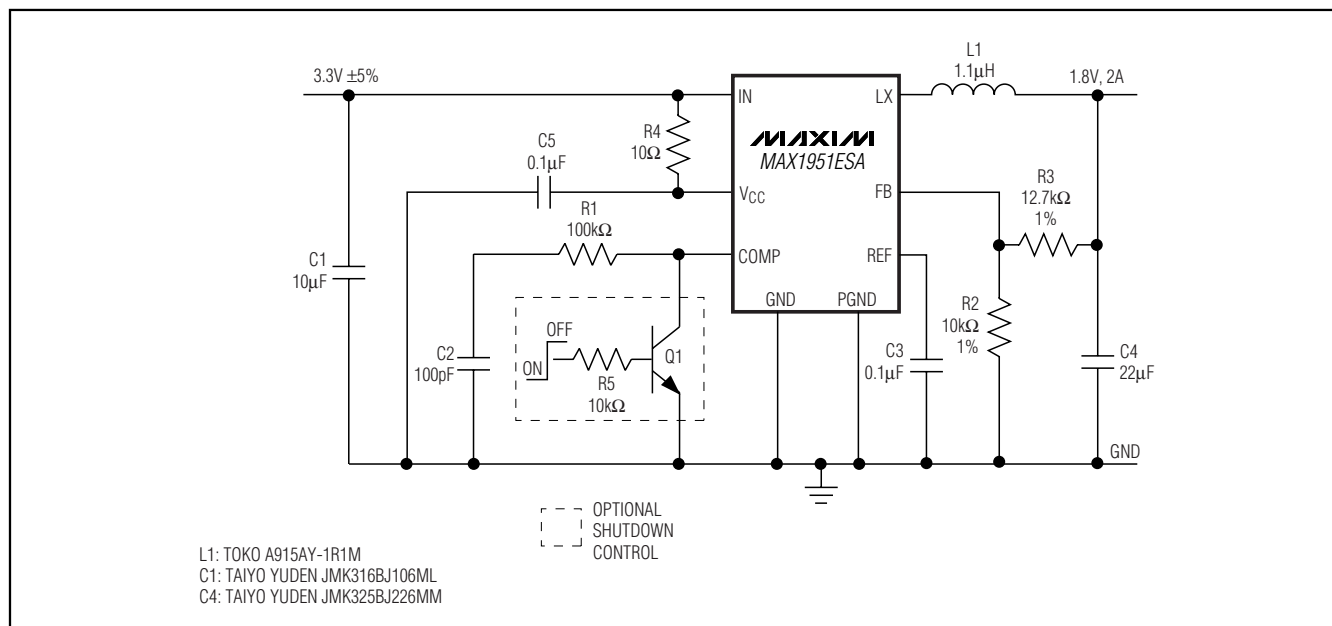 L1
1.1μH
3.3V ±5%
1.8V, 2A
IN
LX
MAXIM
MAX1951ESA
R4
10Ω
C5
0.1μF
VCC
FB
R3
12.7kΩ
1%
R1
100kΩ
COMP
REF
C1
10μF
GND
PGND
R2
10kΩ
1%
OFF
ON
Q1
R5
10kΩ
C2
100pF
C3
0.1μF
C4
22μF
GND
OPTIONAL
SHUTDOWN
CONTROL
L1: TOKO A915AY-1R1M
C1: TAIYO YUDEN JMK316BJ106ML
C4: TAIYO YUDEN JMK325BJ226MM